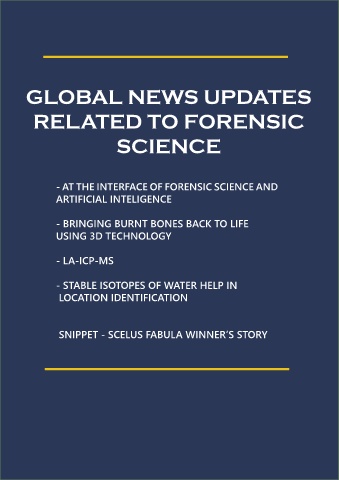 GLOBAL NEWS UPDATES
RELATED TO FORENSIC
SCIENCE
- AT THE INTERFACE OF FORENSIC SCIENCE AND
ARTIFICIAL INTELIGENCE
- BRINGING BURNT BONES BACK TO LIFE
USING 3D TECHNOLOGY
- LA-ICP-MS
- STABLE ISOTOPES OF WATER HELP IN
LOCATION IDENTIFICATION
SNIPPET - SCELUS FABULA WINNER'S STORY